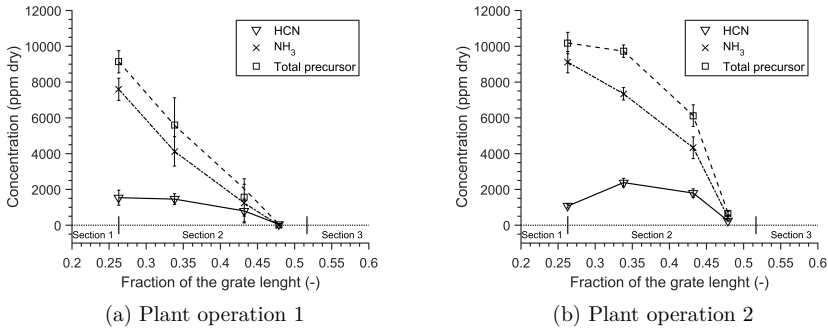 12000
10000
8000
6000
4000
2000
0
Concentration (ppm dry)
HCN
NH3
Total precursor
Section 1
Section 2
Section 3
0.2 0.25 0.3 0.35 0.4 0.45 0.5 0.55 0.6
Fraction of the grate lenght (-)
(a) Plant operation 1
12000
10000
8000
6000
4000
2000
0
Concentration (ppm dry)
HCN
NH3
Total precursor
Section 1
Section 2
Section 3
0.2 0.25 0.3 0.35 0.4 0.45 0.5 0.55 0.6
Fraction of the grate lenght (-)
(b) Plant operation 2